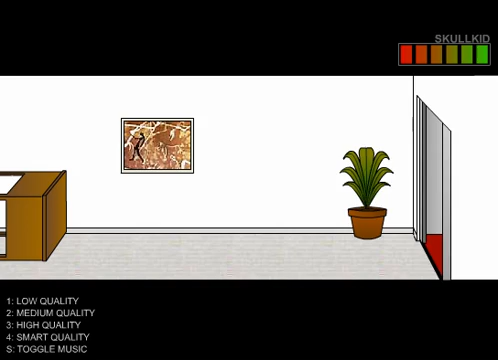 SKULLKID
1: LOW QUALITY
2: MEDIUM QUALITY
3: HIGH QUALITY
4: SMART QUALITY
S: TOGGLE MUSIC